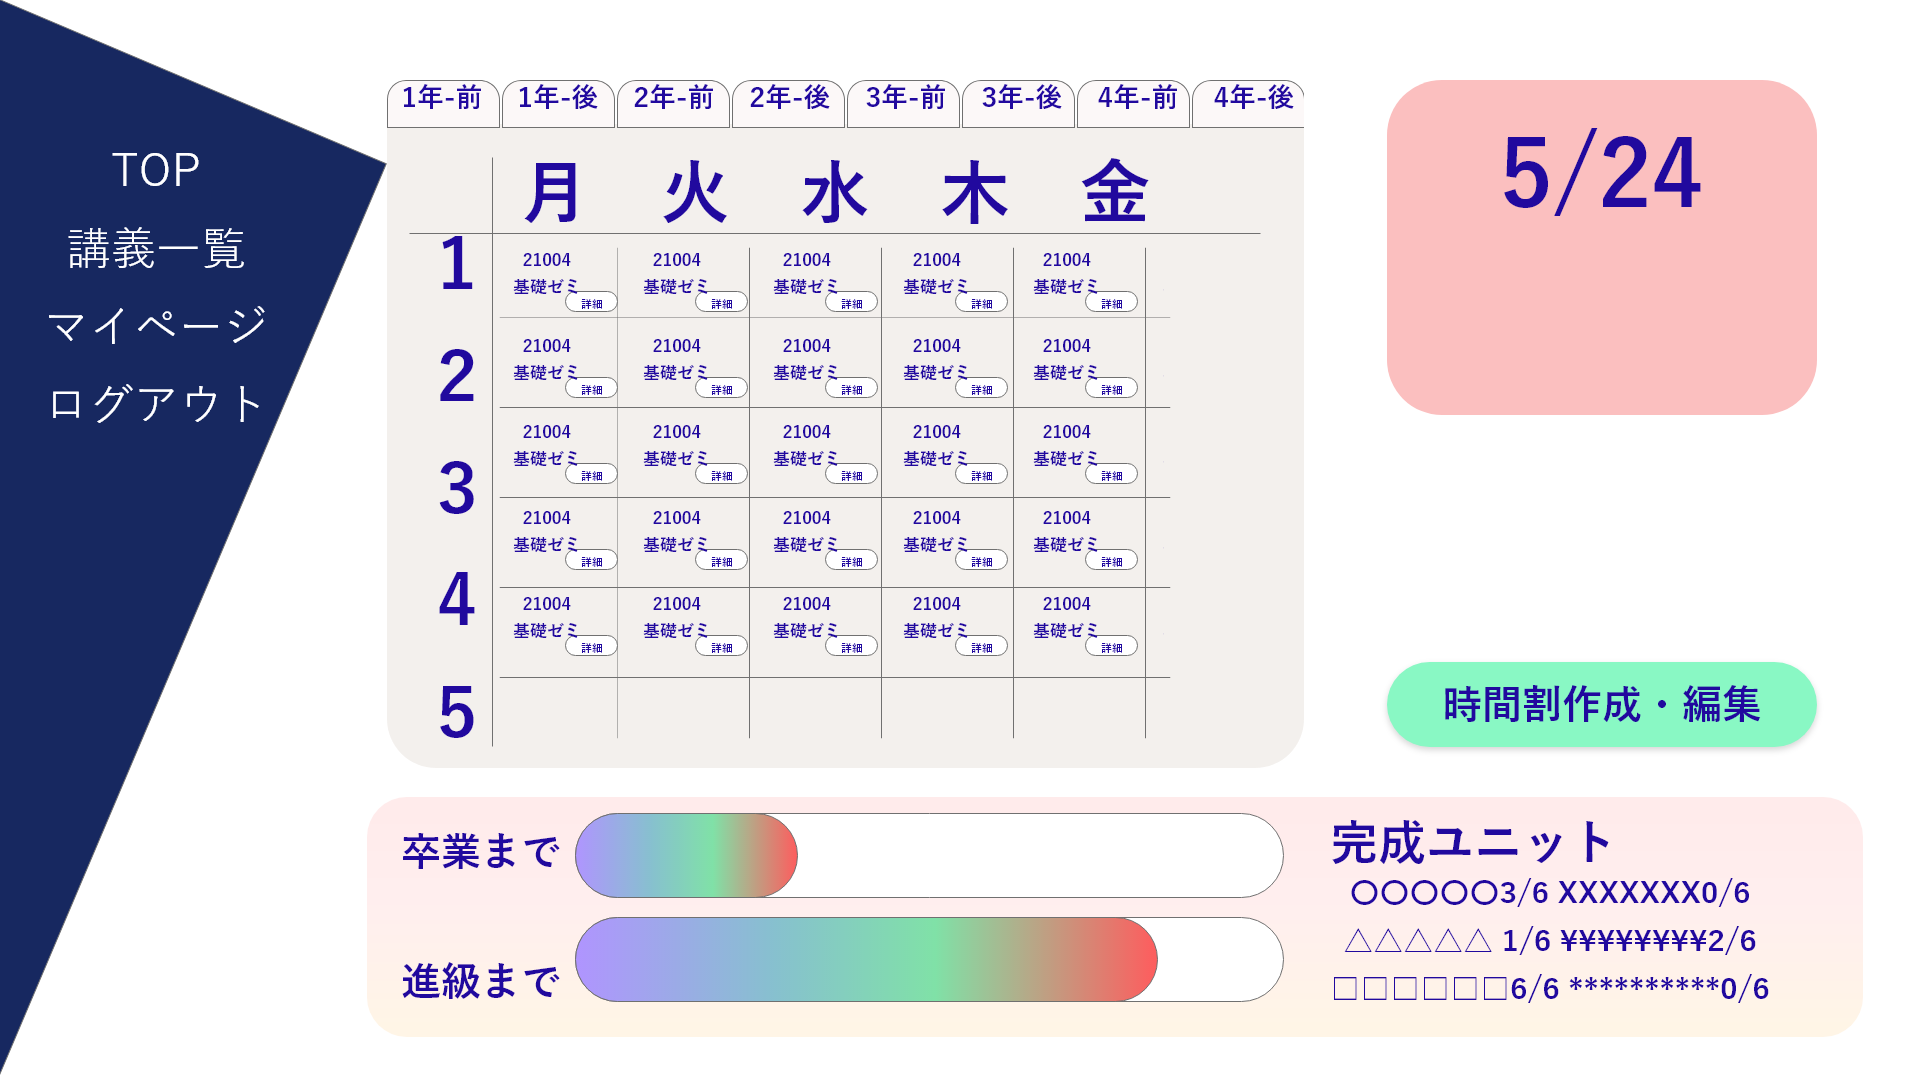 TOP
講義一覧
マイページ
ログアウト
1年-前 1年-後 2年-前 2年-後 3年-前 3年-後 4年-前 4年-後
月 火 水 木 金
1
21004 21004 21004 21004 21004
基礎ゼミ 基礎ゼミ 基礎ゼミ 基礎ゼミ 基礎ゼミ
詳細 詳細 詳細 詳細 詳細
2
21004 21004 21004 21004 21004
基礎ゼミ 基礎ゼミ 基礎ゼミ 基礎ゼミ 基礎ゼミ
詳細 詳細 詳細 詳細 詳細
3
21004 21004 21004 21004 21004
基礎ゼミ 基礎ゼミ 基礎ゼミ 基礎ゼミ 基礎ゼミ
詳細 詳細 詳細 詳細 詳細
4
21004 21004 21004 21004 21004
基礎ゼミ 基礎ゼミ 基礎ゼミ 基礎ゼミ 基礎ゼミ
詳細 詳細 詳細 詳細 詳細
5
21004 21004 21004 21004 21004
基礎ゼミ 基礎ゼミ 基礎ゼミ 基礎ゼミ 基礎ゼミ
詳細 詳細 詳細 詳細 詳細
5/24
時間割作成・編集
卒業まで
進級まで
完成ユニット
〇〇〇〇〇3/6 XXXXXXX0/6
△△△△△ 1/6 ¥¥¥¥¥¥¥¥2/6
□□□□□□6/6 **********0/6